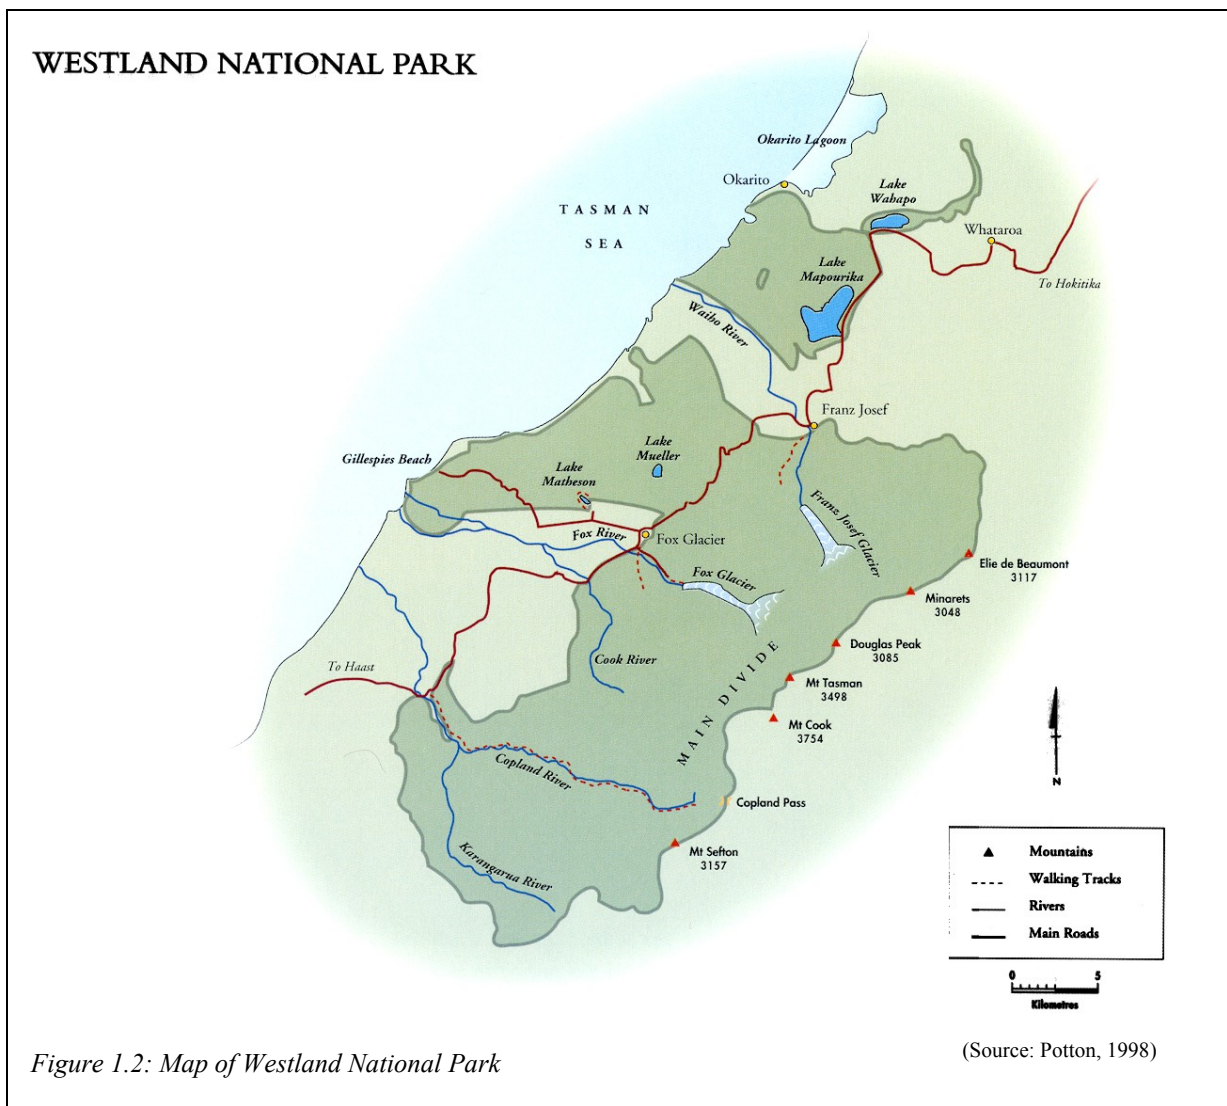 WESTLAND NATIONAL PARK
Okarito Lagoon
Okarito
TASMAN
SEA
Lake
Wahapo
Whataroa
To Hokitika
Lake
Mapourika
Waiho River
Franz Josef
Gillespies Beach
Lake
Mueller
Lake
Matheson
Fox River
Fox Glacier
Franz Josef Glacier
Fox Glacier
Elie de Beaumont
3117
Minarets
3048
Douglas Peak
3085
Mt Tasman
3498
Mt Cook
3754
MAIN DIVIDE
Cook River
To Haast
Copland River
Copland Pass
Mt Sefton
3157
Karangarua River
N
Mountains
Walking Tracks
Rivers
Main Roads
0 5
Kilometres
Figure 1.2: Map of Westland National Park
(Source: Potton, 1998)